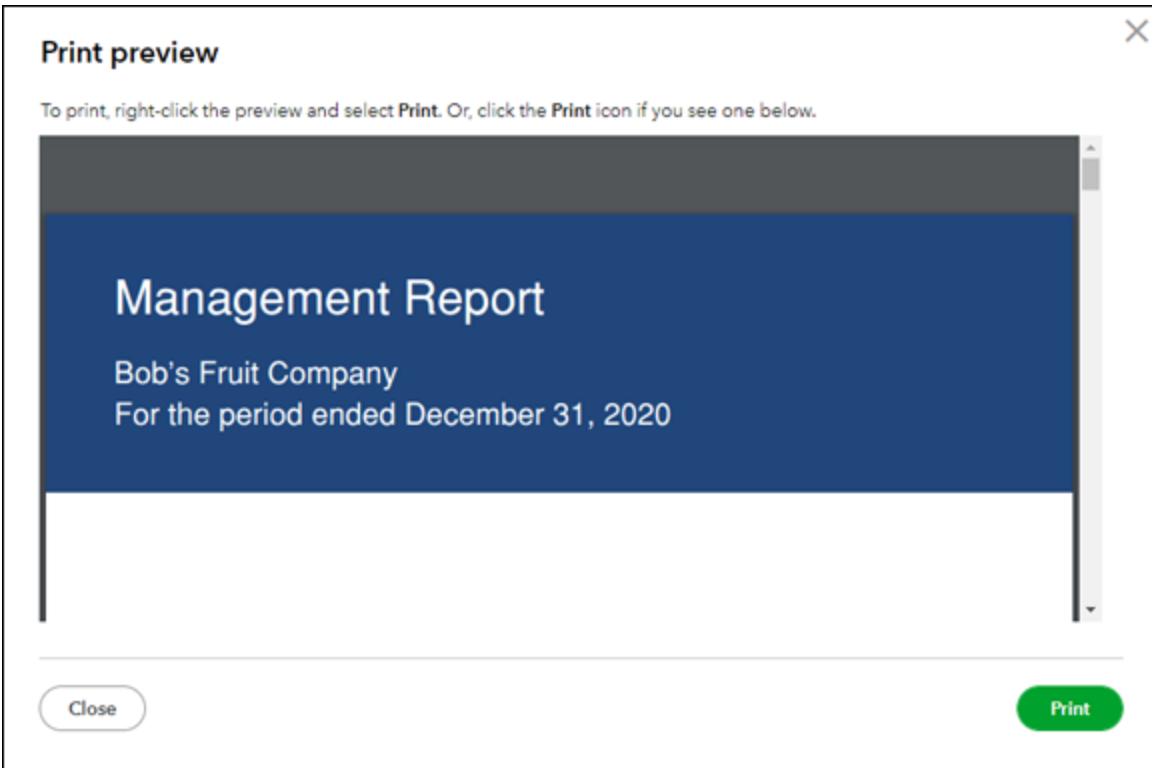 Print preview
To print, right-click the preview and select Print. Or, click the Print icon if you see one below.
Management Report
Bob's Fruit Company
For the period ended December 31, 2020
Close
Print